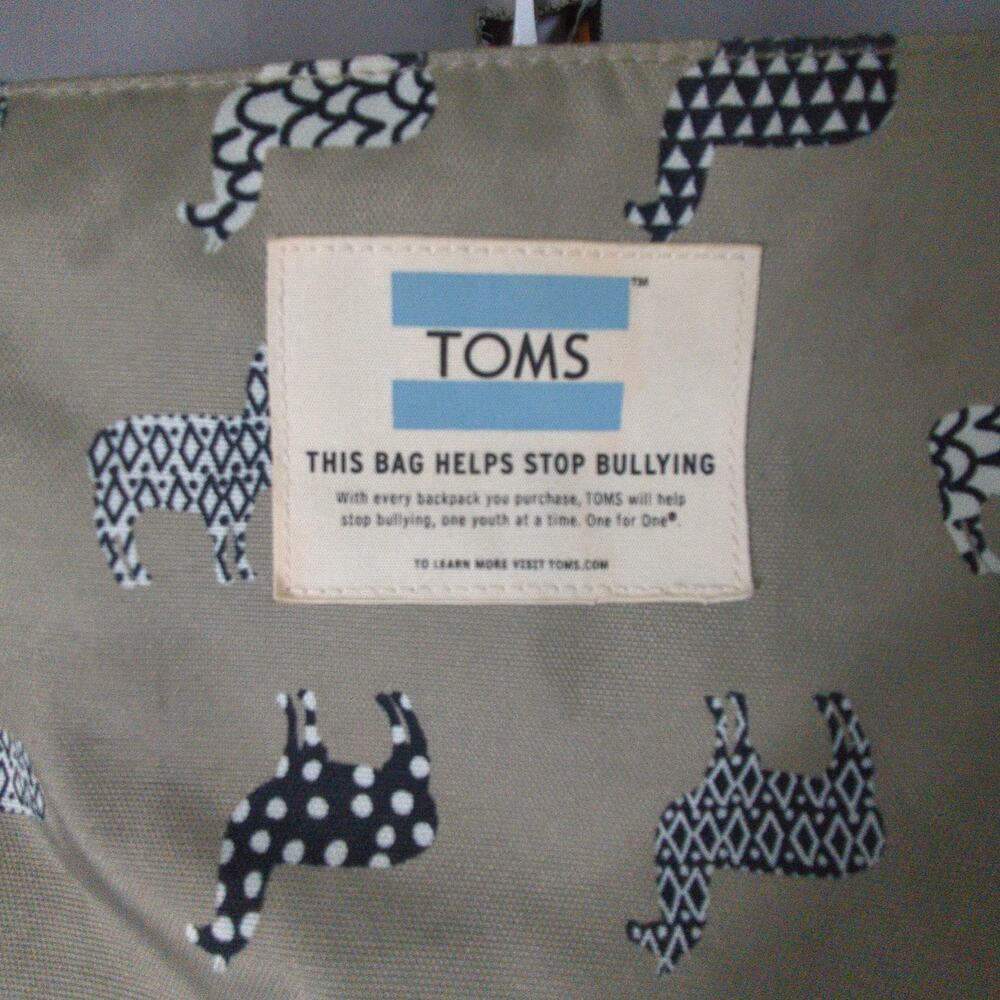 TOMS™
THIS BAG HELPS STOP BULLYING
With every backpack you purchase, TOMS will help
stop bullying, one youth at a time. One for One®.
TO LEARN MORE VISIT TOMS.COM